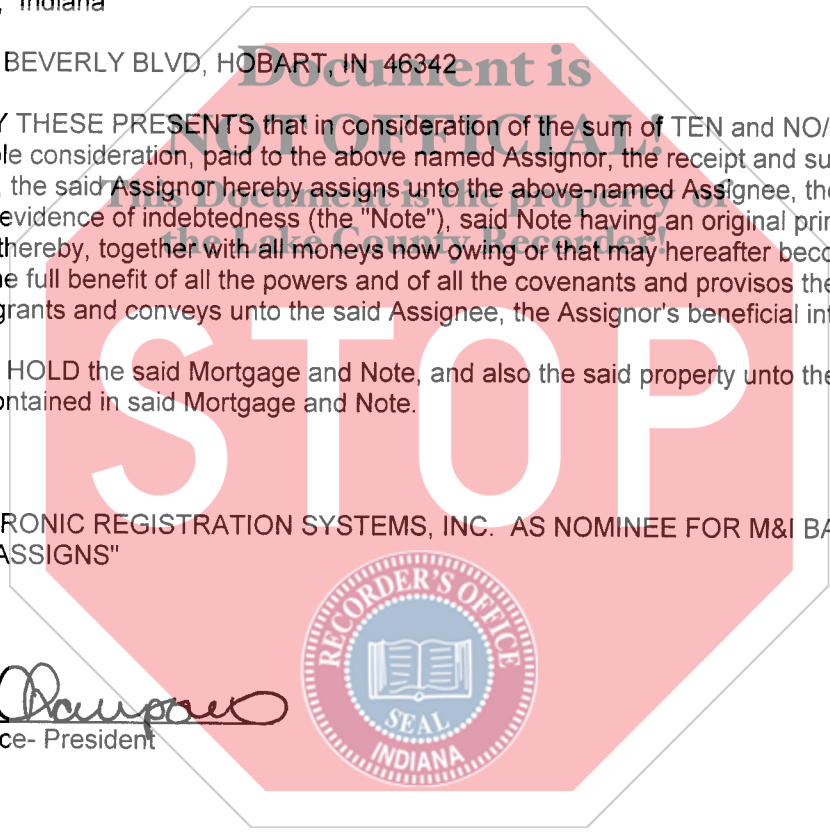 , Indiana
BEVERLY BLVD, HOBART, IN 46342
Document is
NOT OFFICIAL!
This Document is the property of
the Lake County Recorder!
Y THESE PRESENTS that in consideration of the sum of TEN and NO/
le consideration, paid to the above named Assignor, the receipt and su
, the said Assignor hereby assigns unto the above-named Assignee, the
evidence of indebtedness (the "Note"), said Note having an original prin
thereby, together with all moneys now owing or that may hereafter beco
e full benefit of all the powers and of all the covenants and provisos the
grants and conveys unto the said Assignee, the Assignor's beneficial int
STOP
HOLD the said Mortgage and Note, and also the said property unto the
ontained in said Mortgage and Note.
RONIC REGISTRATION SYSTEMS, INC. AS NOMINEE FOR M&I BA
ASSIGNS"
RECORDER'S OFFICE
SEAL
INDIANA
ce- President